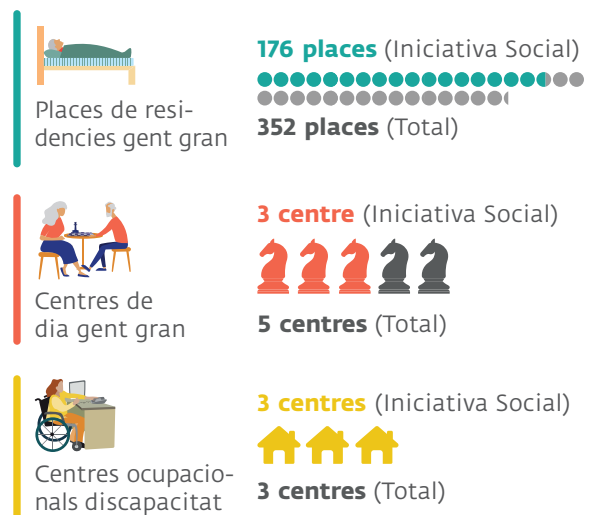 176 places (Iniciativa Social)
Places de resi-
dencies gent gran
352 places (Total)
3 centre (Iniciativa Social)
Centres de
dia gent gran
5 centres (Total)
3 centres (Iniciativa Social)
Centres ocupacio-
nals discapacitat
3 centres (Total)